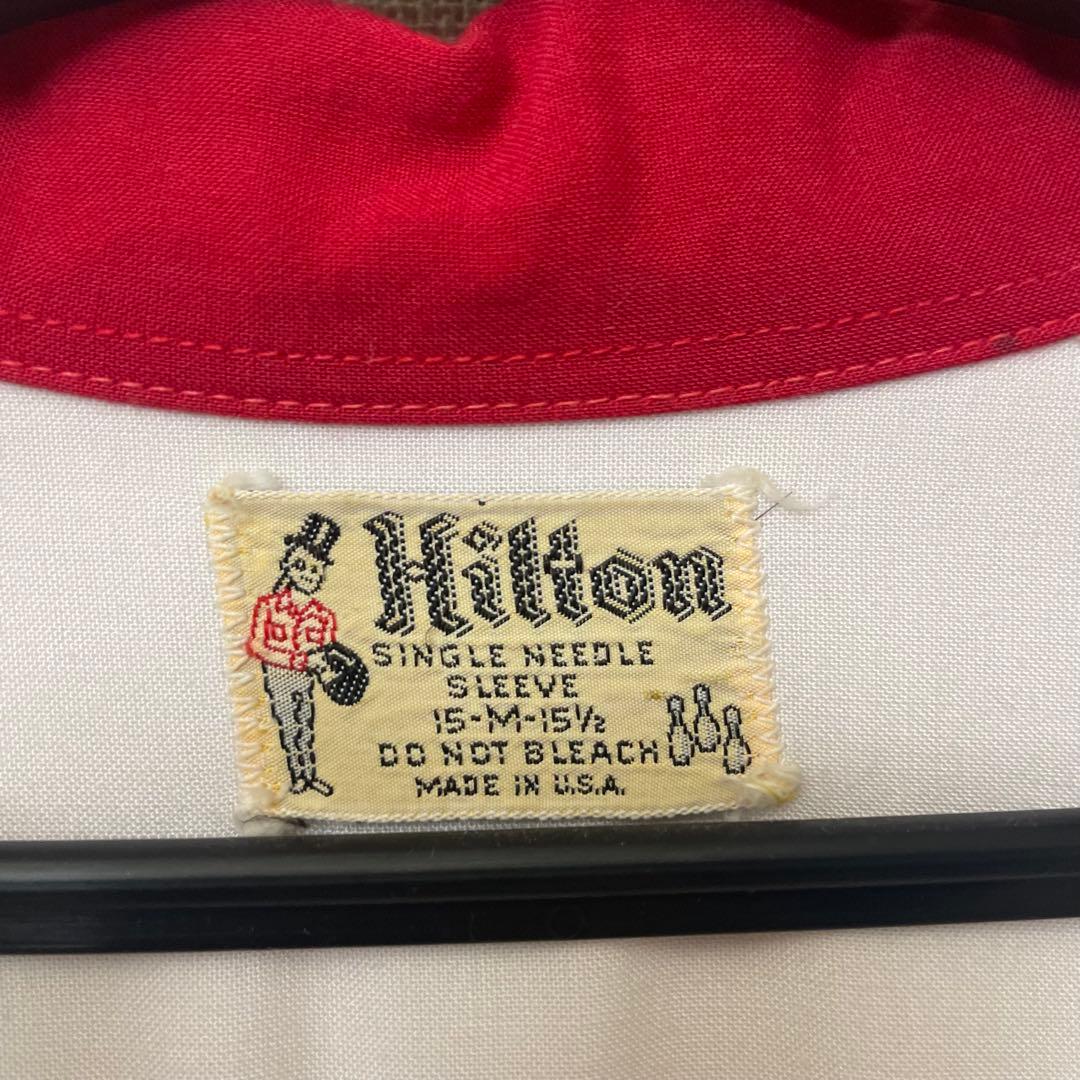 Hilton
SINGLE NEEDLE
SLEEVE
15-M-15½
DO NOT BLEACH
MADE IN U.S.A.